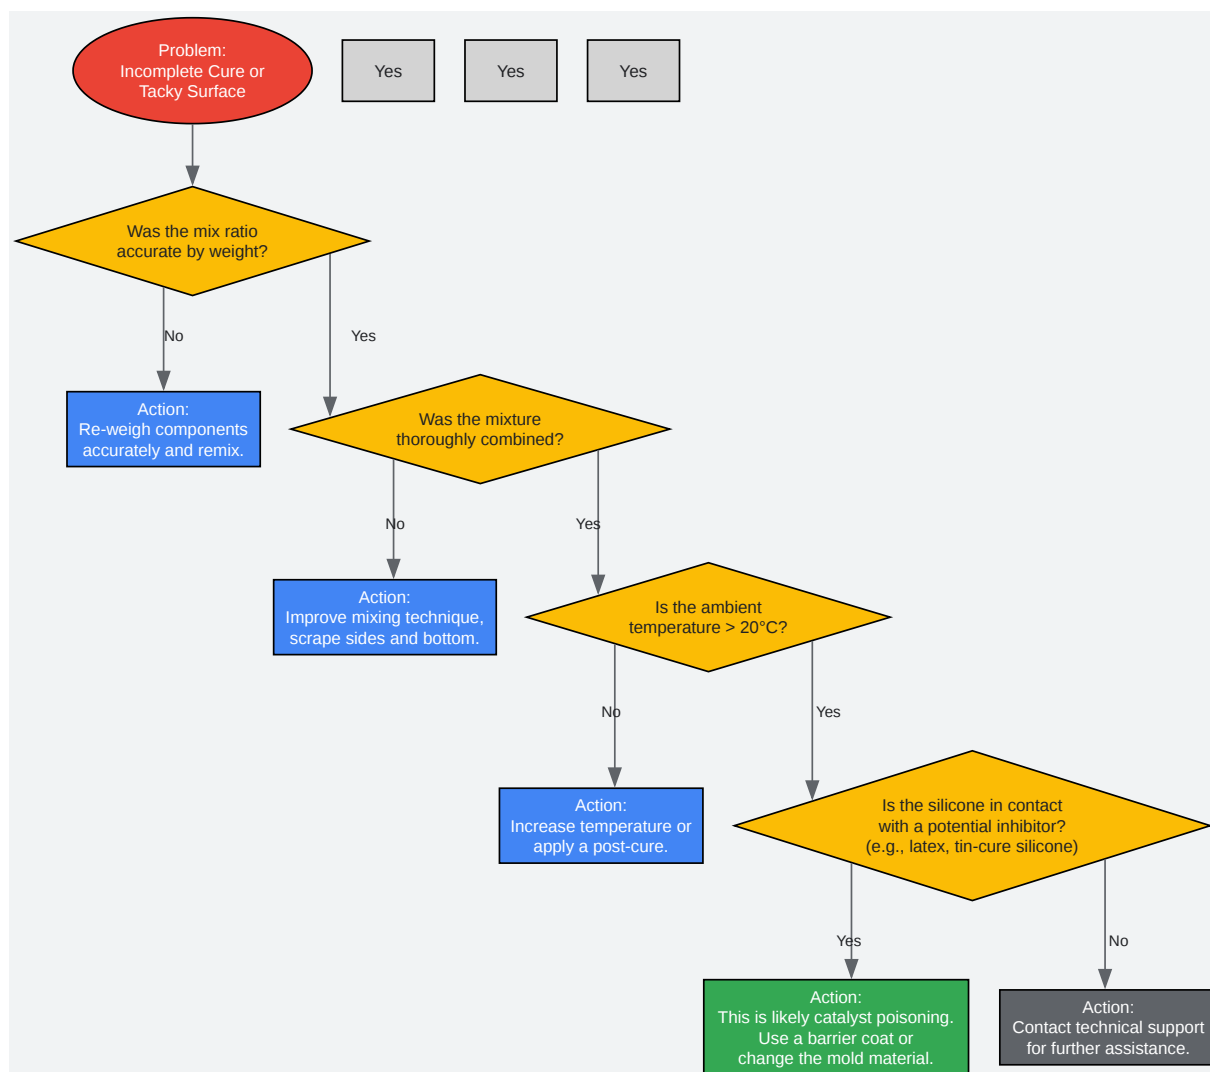 Problem:
Incomplete Cure or
Tacky Surface
Yes
Yes
Yes
Was the mix ratio
accurate by weight?
No
Yes
Action:
Re-weigh components
accurately and remix.
Was the mixture
thoroughly combined?
No
Yes
Action:
Improve mixing technique,
scrape sides and bottom.
Is the ambient
temperature > 20°C?
No
Yes
Action:
Increase temperature or
apply a post-cure.
Is the silicone in contact
with a potential inhibitor?
(e.g., latex, tin-cure silicone)
Yes
No
Action:
This is likely catalyst poisoning.
Use a barrier coat or
change the mold material.
Action:
Contact technical support
for further assistance.